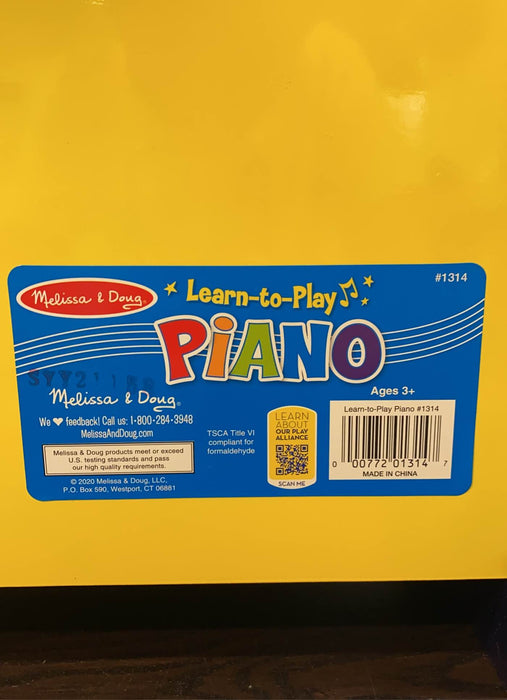 #1314
Melissa & Doug®
Learn-to-Play
PiANO
Melissa & Doug®
We ♥ feedback! Call us: 1-800-284-3948
MelissaAndDoug.com
Melissa & Doug products meet or exceed
U.S. testing standards and pass
our high quality requirements.
© 2020 Melissa & Doug, LLC,
P.O. Box 590, Westport, CT 06881
TSCA Title VI
compliant for
formaldehyde
LEARN
ABOUT
OUR PLAY
ALLIANCE
SCAN ME
Ages 3+
Learn-to-Play Piano #1314
0 00772 01314 7
MADE IN CHINA